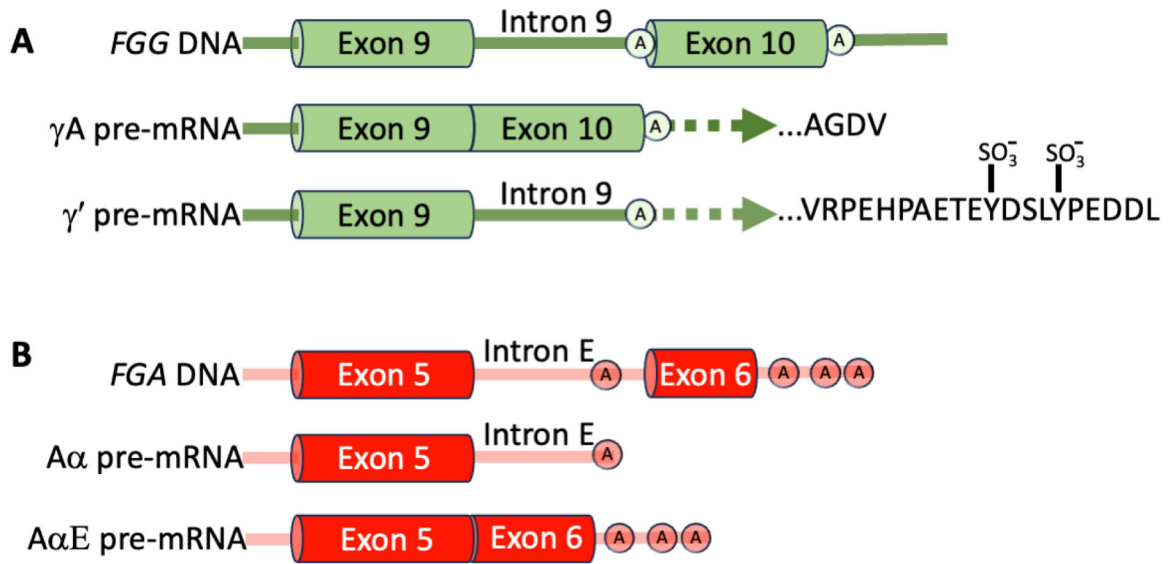 A
Intron 9
FGG DNA Exon 9 A Exon 10 A
γA pre-mRNA Exon 9 Exon 10 A ...AGDV
SO₃⁻ SO₃⁻
Intron 9
γ′ pre-mRNA Exon 9 A ...VRPEHPAETEYDSLYPEDDL
B
Intron E
FGA DNA Exon 5 A Exon 6 A A A
Intron E
Aα pre-mRNA Exon 5 A
AαE pre-mRNA Exon 5 Exon 6 A A A